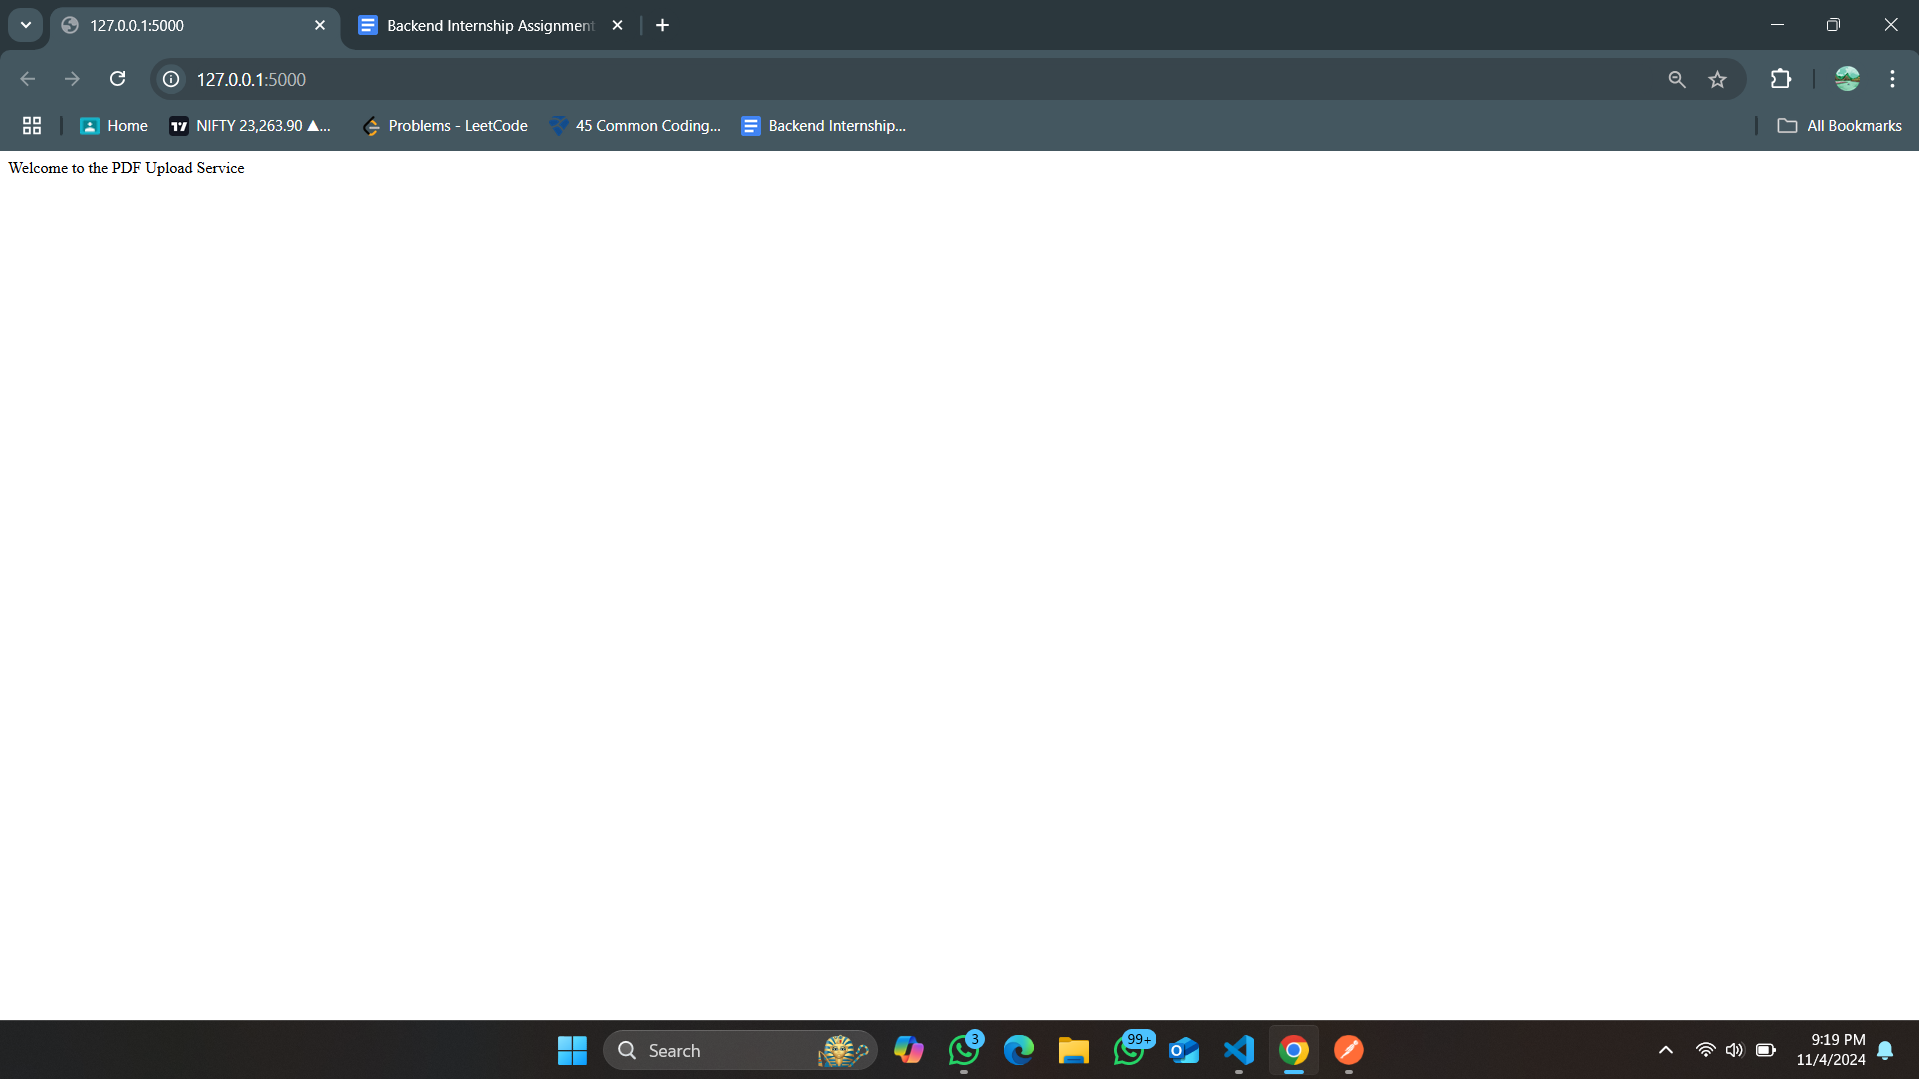 127.0.0.1:5000
Backend Internship Assignment
127.0.0.1:5000
Home
NIFTY 23,263.90 ▲...
Problems - LeetCode
45 Common Coding...
Backend Internship...
All Bookmarks
Welcome to the PDF Upload Service
Search
3
99+
9:19 PM
11/4/2024